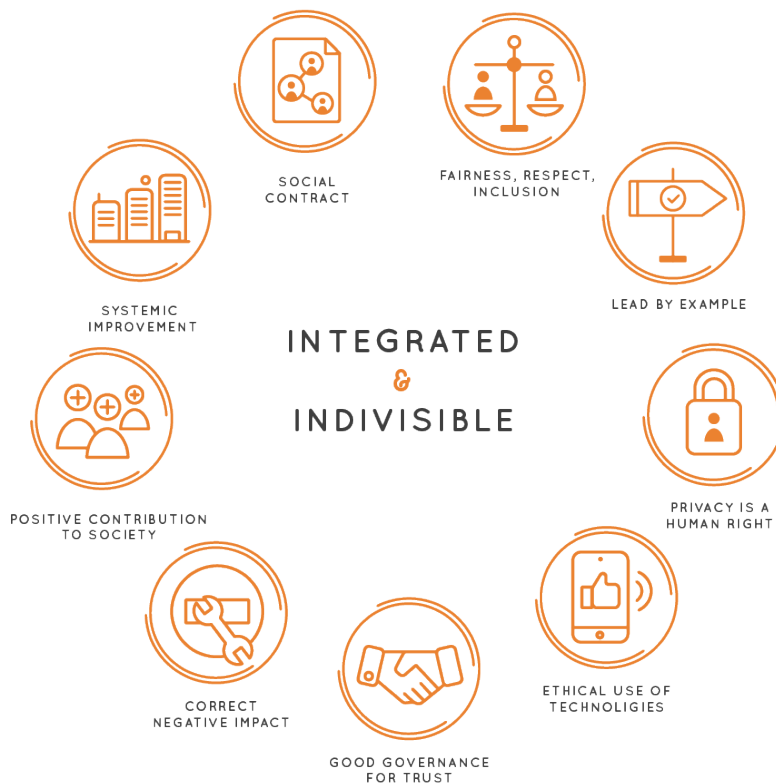 SOCIAL
CONTRACT
FAIRNESS, RESPECT,
INCLUSION
LEAD BY EXAMPLE
PRIVACY IS A
HUMAN RIGHT
ETHICAL USE OF
TECHNOLIGIES
GOOD GOVERNANCE
FOR TRUST
CORRECT
NEGATIVE IMPACT
POSITIVE CONTRIBUTION
TO SOCIETY
SYSTEMIC
IMPROVEMENT
INTEGRATED
&
INDIVISIBLE